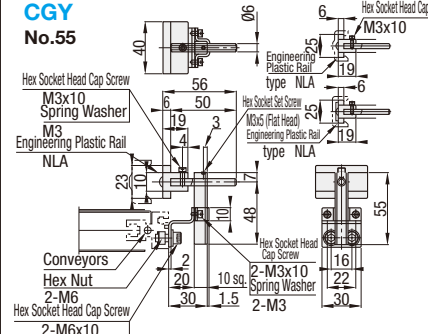 CGY
No.55
40
Ø6
6
Hex Socket Head Cap
M3x10
25
Engineering
Plastic Rail
19
type NLA
6
25
19
Hex Socket Set Screw
M3x5 (Flat Head)
Engineering Plastic Rail
type NLA
Hex Socket Head Cap Screw
M3x10
Spring Washer
M3
Engineering Plastic Rail
NLA
56
6
50
19
3
4
23
10
7
10
48
55
Conveyors
Hex Nut
2-M6
Hex Socket Head Cap Screw
2-M6x10
2
20
10 sq.
30
1.5
Hex Socket Head
Cap Screw
2-M3x10
Spring Washer
2-M3
16
22
30